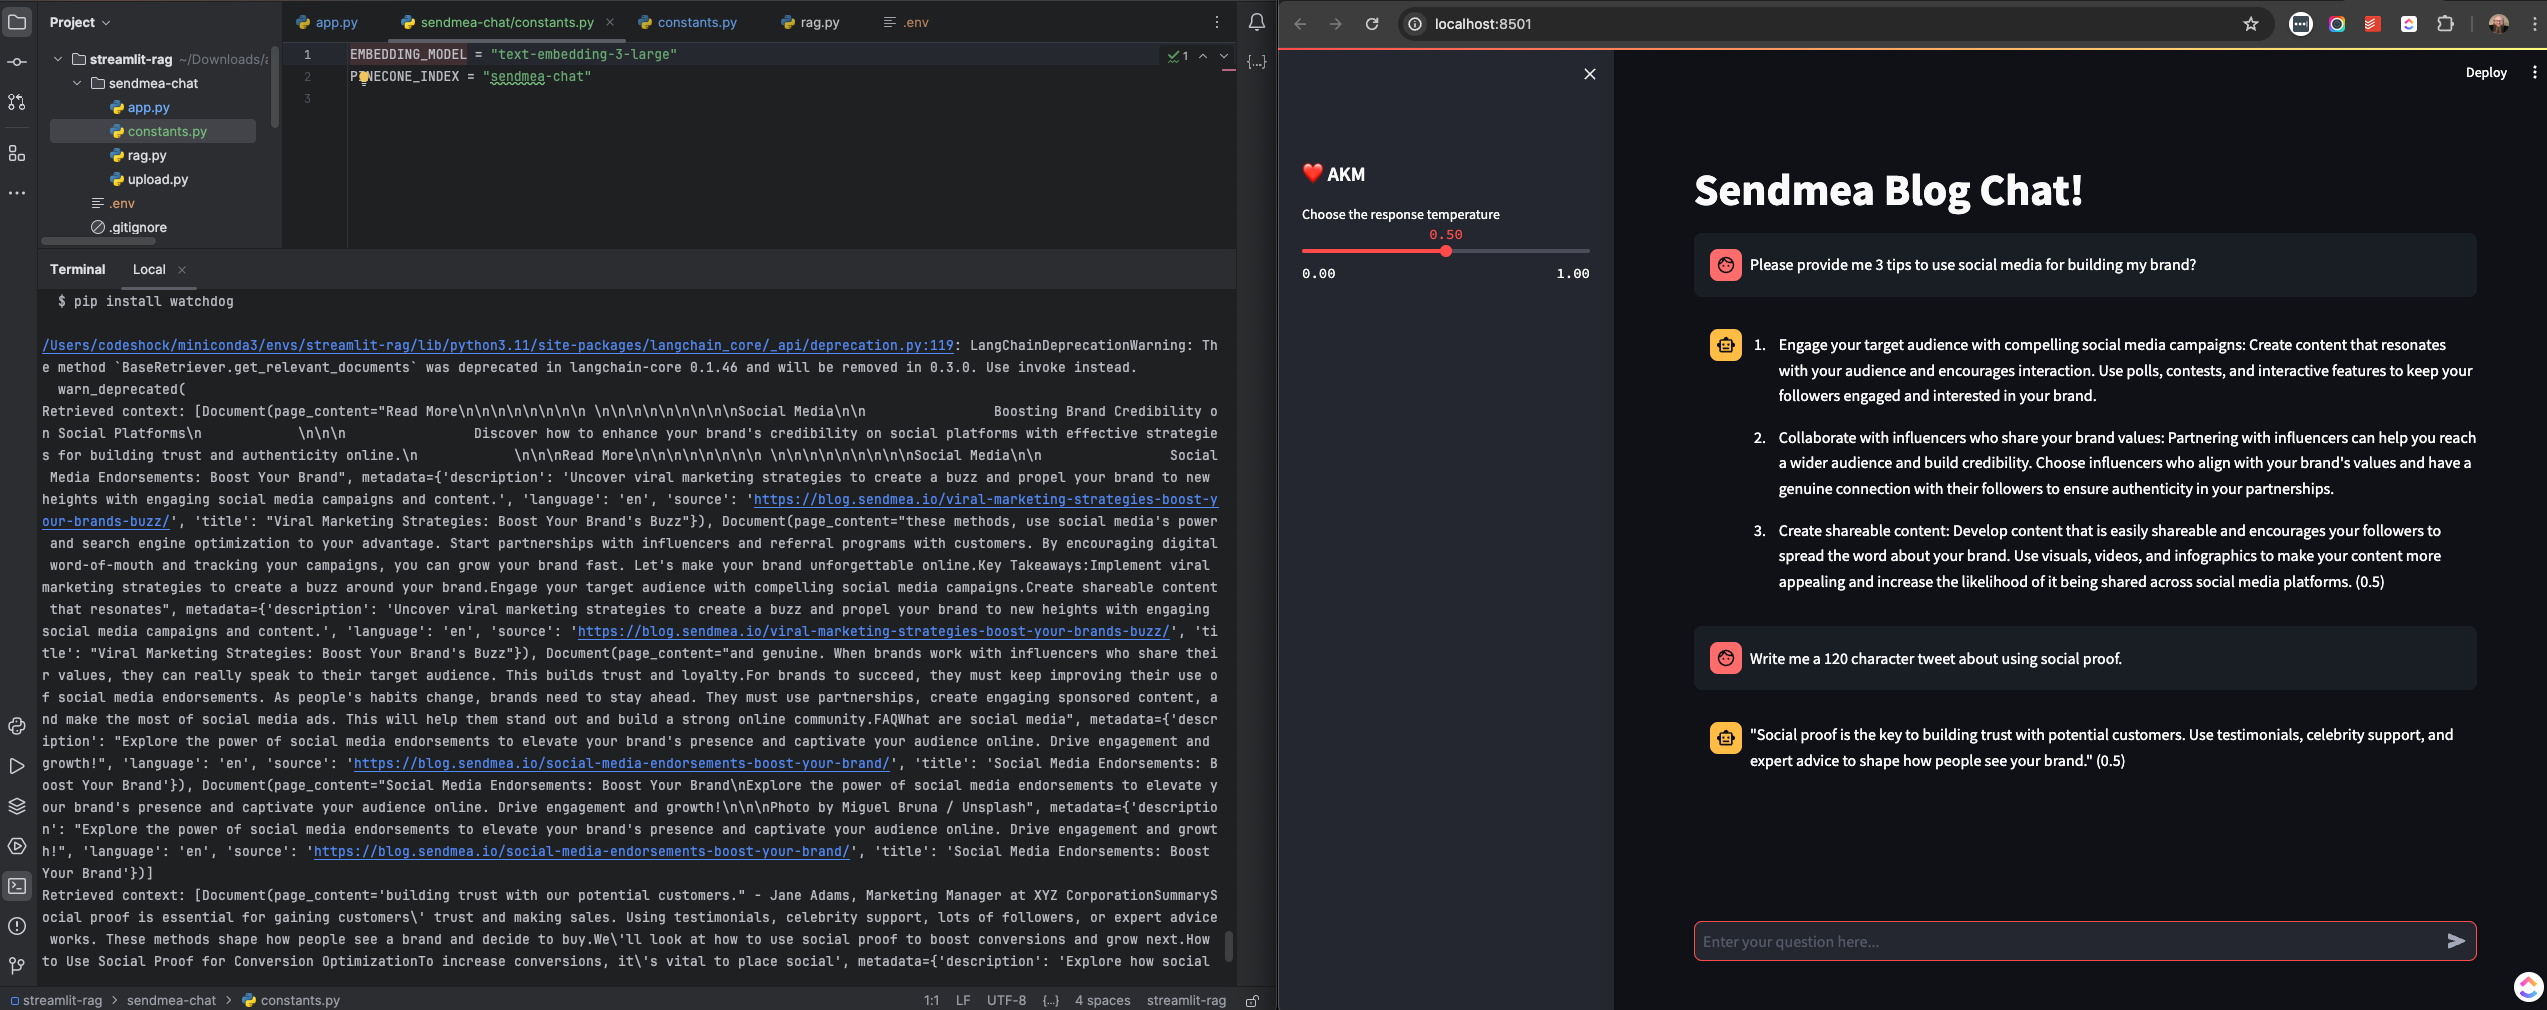 Project
app.py
sendmea-chat/constants.py
constants.py
rag.py
.env
streamlit-rag ~/Downloads/
sendmea-chat
app.py
constants.py
rag.py
upload.py
.env
.gitignore
1 EMBEDDING_MODEL = "text-embedding-3-large"
2 PINECONE_INDEX = "sendmea-chat"
3
1
Terminal
Local
$ pip install watchdog
/Users/codeshock/miniconda3/envs/streamlit-rag/lib/python3.11/site-packages/langchain_core/_api/deprecation.py:119: LangChainDeprecationWarning: Th
e method `BaseRetriever.get_relevant_documents` was deprecated in langchain-core 0.1.46 and will be removed in 0.3.0. Use invoke instead.
warn_deprecated(
Retrieved context: [Document(page_content="Read More\n\n\n\n\n\n\n\n \n\n\n\n\n\n\n\n\nSocial Media\n\n Boosting Brand Credibility o
n Social Platforms\n \n\n\n Discover how to enhance your brand's credibility on social platforms with effective strategie
s for building trust and authenticity online.\n \n\n\nRead More\n\n\n\n\n\n\n\n \n\n\n\n\n\n\n\n\nSocial Media\n\n Social
Media Endorsements: Boost Your Brand", metadata={'description': 'Uncover viral marketing strategies to create a buzz and propel your brand to new
heights with engaging social media campaigns and content.', 'language': 'en', 'source': 'https://blog.sendmea.io/viral-marketing-strategies-boost-y
our-brands-buzz/', 'title': "Viral Marketing Strategies: Boost Your Brand's Buzz"}), Document(page_content="these methods, use social media's power
and search engine optimization to your advantage. Start partnerships with influencers and referral programs with customers. By encouraging digital
word-of-mouth and tracking your campaigns, you can grow your brand fast. Let's make your brand unforgettable online.Key Takeaways:Implement viral
marketing strategies to create a buzz around your brand.Engage your target audience with compelling social media campaigns.Create shareable content
that resonates", metadata={'description': 'Uncover viral marketing strategies to create a buzz and propel your brand to new heights with engaging
social media campaigns and content.', 'language': 'en', 'source': 'https://blog.sendmea.io/viral-marketing-strategies-boost-your-brands-buzz/', 'ti
tle': "Viral Marketing Strategies: Boost Your Brand's Buzz"}), Document(page_content="and genuine. When brands work with influencers who share thei
r values, they can really speak to their target audience. This builds trust and loyalty.For brands to succeed, they must keep improving their use o
f social media endorsements. As people's habits change, brands need to stay ahead. They must use partnerships, create engaging sponsored content, a
nd make the most of social media ads. This will help them stand out and build a strong online community.FAQWhat are social media", metadata={'descr
iption': "Explore the power of social media endorsements to elevate your brand's presence and captivate your audience online. Drive engagement and
growth!", 'language': 'en', 'source': 'https://blog.sendmea.io/social-media-endorsements-boost-your-brand/', 'title': 'Social Media Endorsements: B
oost Your Brand'}), Document(page_content="Social Media Endorsements: Boost Your Brand\nExplore the power of social media endorsements to elevate y
our brand's presence and captivate your audience online. Drive engagement and growth!\n\n\nPhoto by Miguel Bruna / Unsplash", metadata={'descriptio
n': "Explore the power of social media endorsements to elevate your brand's presence and captivate your audience online. Drive engagement and growt
h!", 'language': 'en', 'source': 'https://blog.sendmea.io/social-media-endorsements-boost-your-brand/', 'title': 'Social Media Endorsements: Boost
Your Brand'})]
Retrieved context: [Document(page_content='building trust with our potential customers." - Jane Adams, Marketing Manager at XYZ CorporationSummaryS
ocial proof is essential for gaining customers\' trust and making sales. Using testimonials, celebrity support, lots of followers, or expert advice
works. These methods shape how people see a brand and decide to buy.We\'ll look at how to use social proof to boost conversions and grow next.How
to Use Social Proof for Conversion OptimizationTo increase conversions, it\'s vital to place social', metadata={'description': 'Explore how social
streamlit-rag > sendmea-chat > constants.py
1:1 LF UTF-8 {...} 4 spaces streamlit-rag
localhost:8501
Deploy
❤️ AKM
Choose the response temperature
0.50
0.00 1.00
Sendmea Blog Chat!
Please provide me 3 tips to use social media for building my brand?
1. Engage your target audience with compelling social media campaigns: Create content that resonates
with your audience and encourages interaction. Use polls, contests, and interactive features to keep your
followers engaged and interested in your brand.
2. Collaborate with influencers who share your brand values: Partnering with influencers can help you reach
a wider audience and build credibility. Choose influencers who align with your brand's values and have a
genuine connection with their followers to ensure authenticity in your partnerships.
3. Create shareable content: Develop content that is easily shareable and encourages your followers to
spread the word about your brand. Use visuals, videos, and infographics to make your content more
appealing and increase the likelihood of it being shared across social media platforms. (0.5)
Write me a 120 character tweet about using social proof.
"Social proof is the key to building trust with potential customers. Use testimonials, celebrity support, and
expert advice to shape how people see your brand." (0.5)
Enter your question here...